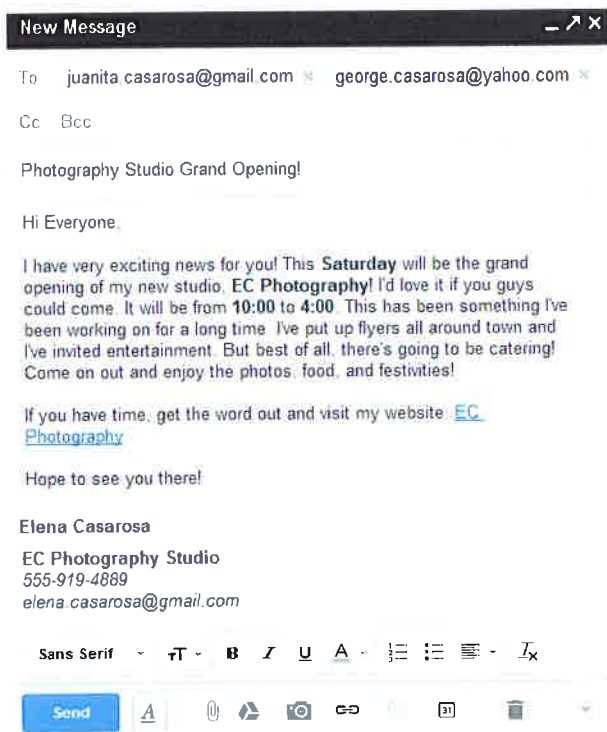 New Message
To juanita.casarosa@gmail.com × george.casarosa@yahoo.com ×
Cc Bcc
Photography Studio Grand Opening!
Hi Everyone,
I have very exciting news for you! This Saturday will be the grand
opening of my new studio, EC Photography! I'd love it if you guys
could come. It will be from 10:00 to 4:00. This has been something I've
been working on for a long time. I've put up flyers all around town and
I've invited entertainment. But best of all, there's going to be catering!
Come on out and enjoy the photos, food, and festivities!
If you have time, get the word out and visit my website: EC
Photography
Hope to see you there!
Elena Casarosa
EC Photography Studio
555-919-4889
elena.casarosa@gmail.com
Sans Serif TT B I U A Tx
Send A 31